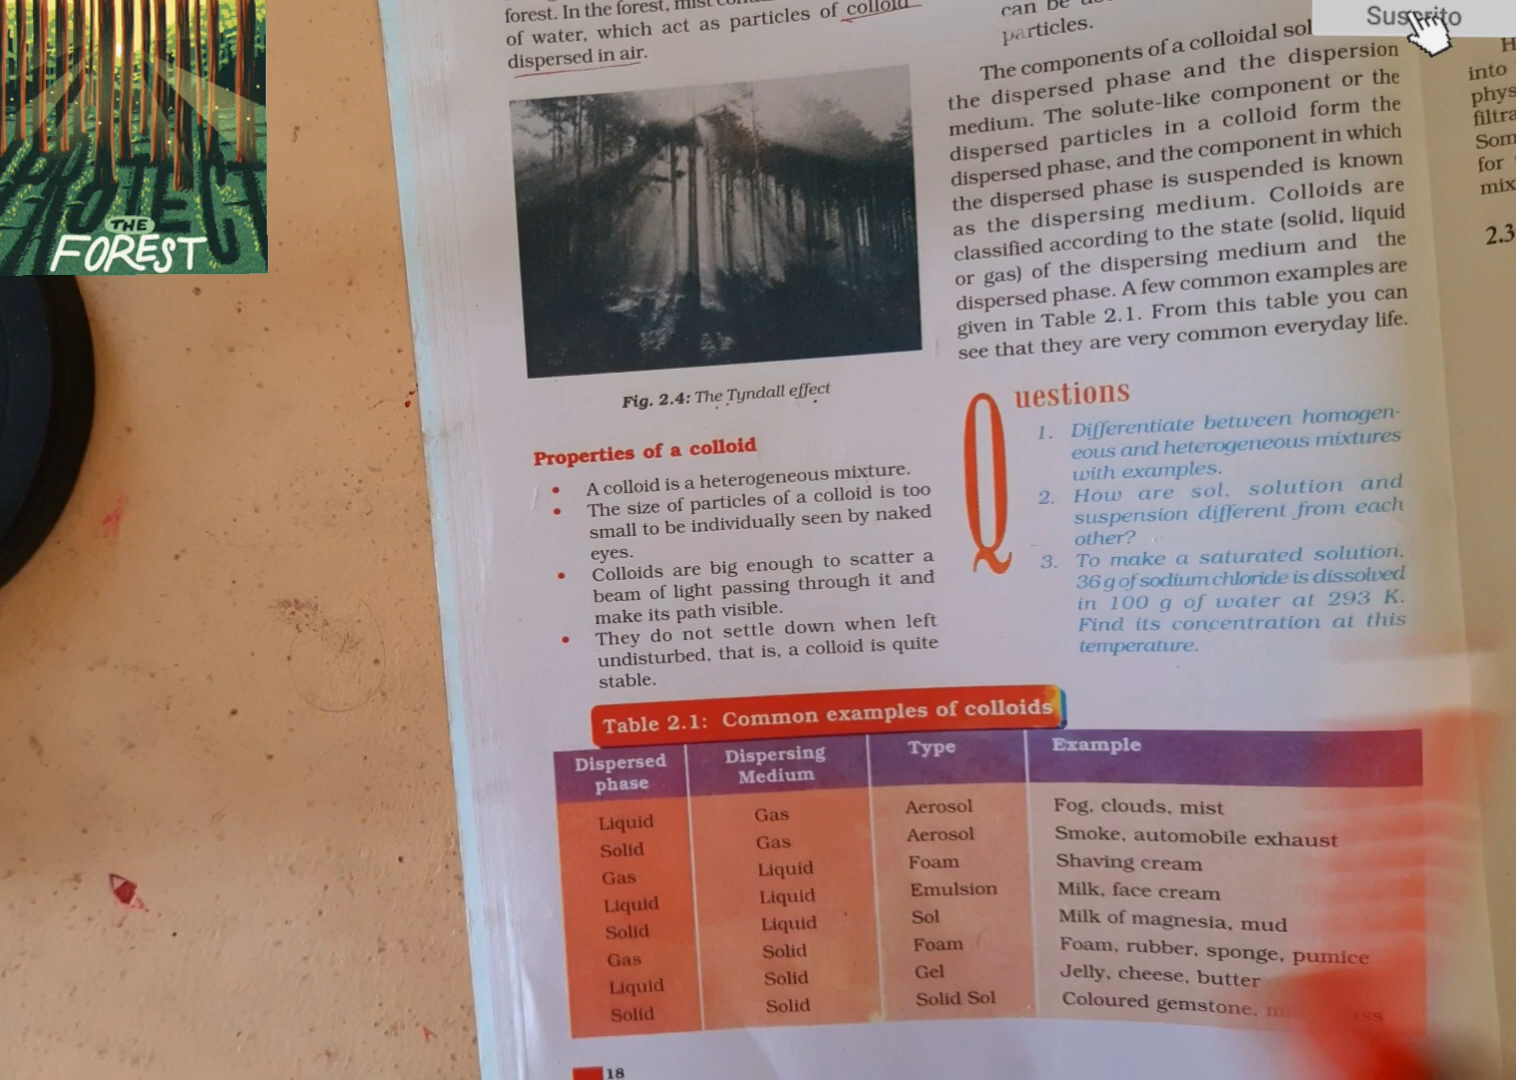 PROTECT
THE
FOREST
Suscrito
forest. In the forest, mist
of water, which act as particles of colloid
dispersed in air.
Fig. 2.4: The Tyndall effect
Properties of a colloid
• A colloid is a heterogeneous mixture.
• The size of particles of a colloid is too
small to be individually seen by naked
eyes.
• Colloids are big enough to scatter a
beam of light passing through it and
make its path visible.
• They do not settle down when left
undisturbed, that is, a colloid is quite
stable.
can be
particles.
The components of a colloidal
the dispersed phase and the dispersion
medium. The solute-like component or the
dispersed particles in a colloid form the
dispersed phase, and the component in which
the dispersed phase is suspended is known
as the dispersing medium. Colloids are
classified according to the state (solid, liquid
or gas) of the dispersing medium and the
dispersed phase. A few common examples are
given in Table 2.1. From this table you can
see that they are very common everyday life.
Questions
1. Differentiate between homogen-
eous and heterogeneous mixtures
with examples.
2. How are sol, solution and
suspension different from each
other?
3. To make a saturated solution,
36 g of sodium chloride is dissolved
in 100 g of water at 293 K.
Find its concentration at this
temperature.
Table 2.1: Common examples of colloids
Dispersed phase Dispersing Medium Type Example
Liquid Gas Aerosol Fog, clouds, mist
Solid Gas Aerosol Smoke, automobile exhaust
Gas Liquid Foam Shaving cream
Liquid Liquid Emulsion Milk, face cream
Solid Liquid Sol Milk of magnesia, mud
Gas Solid Foam Foam, rubber, sponge, pumice
Liquid Solid Gel Jelly, cheese, butter
Solid Solid Solid Sol Coloured gemstone,
18
into
for
2.3